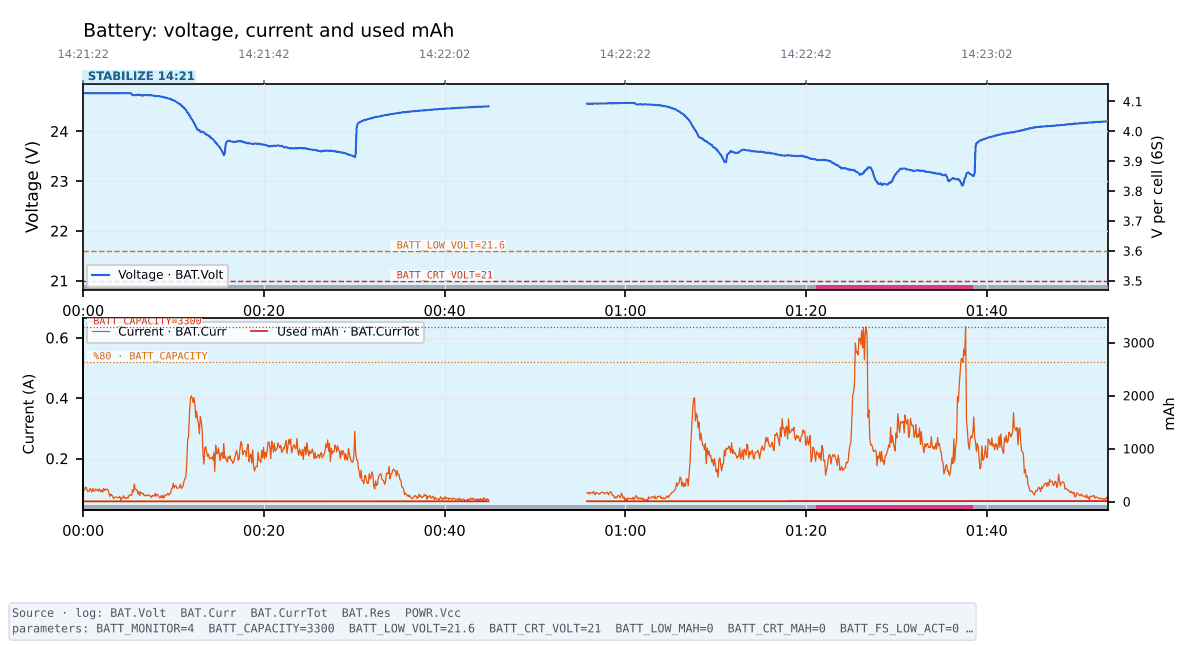 Battery: voltage, current and used mAh
14:21:22 14:21:42 14:22:02 14:22:22 14:22:42 14:23:02
STABILIZE 14:21
Voltage (V)
24
23
22
21
4.1
4.0
3.9
3.8
3.7
3.6
3.5
V per cell (6S)
BATT_LOW_VOLT=21.6
BATT_CRT_VOLT=21
Voltage · BAT.Volt
00:00 00:20 00:40 01:00 01:20 01:40
BATT_CAPACITY=3300
Current · BAT.Curr Used mAh · BAT.CurrTot
%80 · BATT_CAPACITY
Current (A)
0.6
0.4
0.2
3000
2000
1000
0
mAh
00:00 00:20 00:40 01:00 01:20 01:40
Source · log: BAT.Volt BAT.Curr BAT.CurrTot BAT.Res POWR.Vcc
parameters: BATT_MONITOR=4 BATT_CAPACITY=3300 BATT_LOW_VOLT=21.6 BATT_CRT_VOLT=21 BATT_LOW_MAH=0 BATT_CRT_MAH=0 BATT_FS_LOW_ACT=0 …